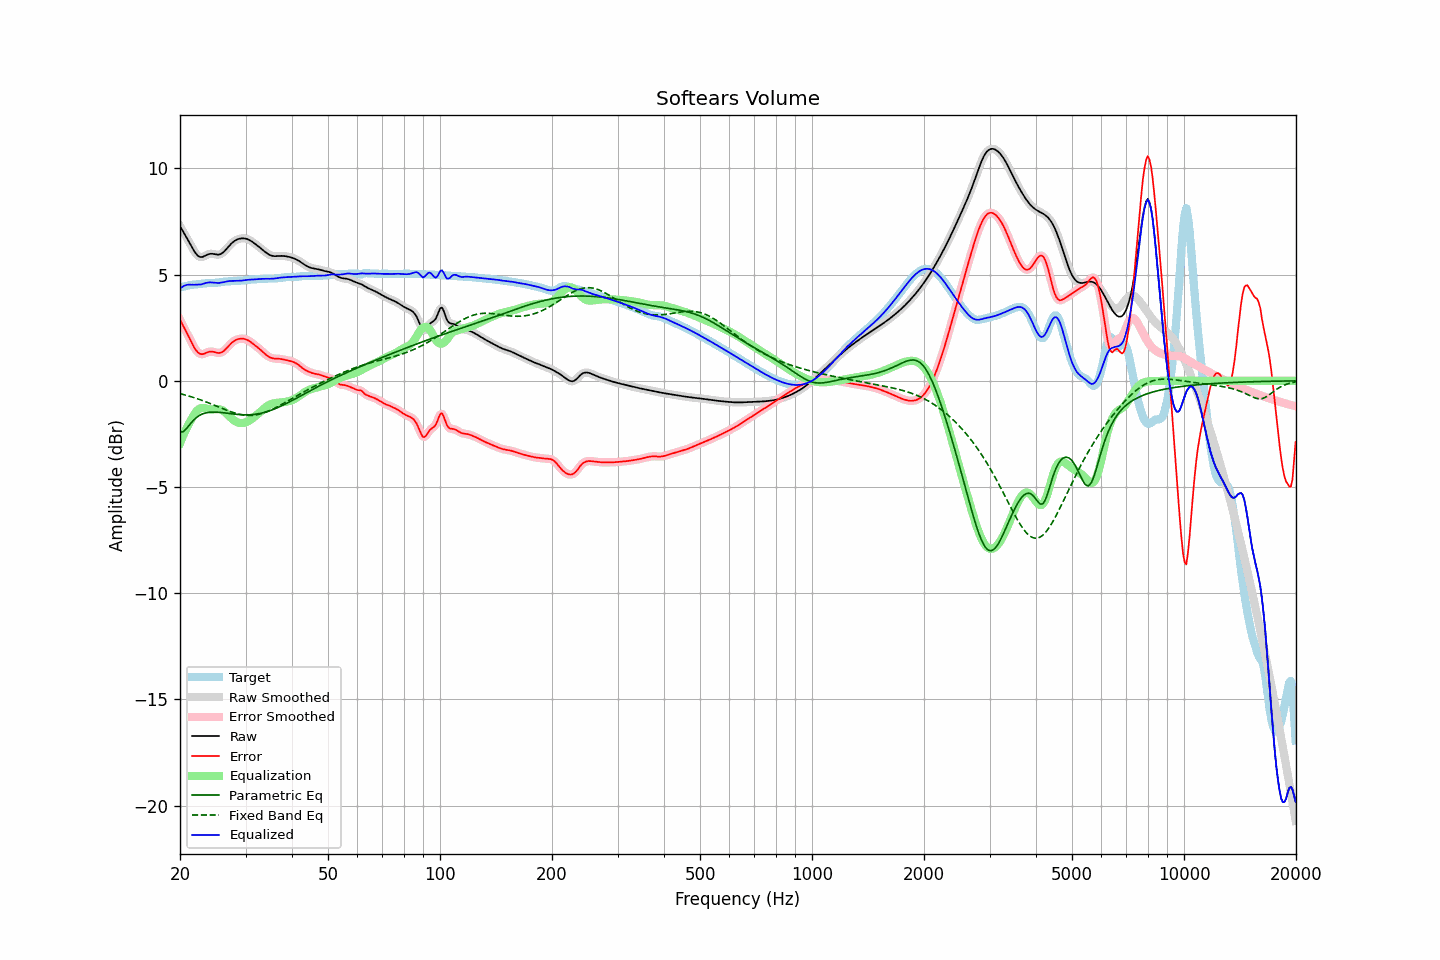 Softears Volume
Amplitude (dBr)
10
5
0
−5
−10
−15
−20
Target
Raw Smoothed
Error Smoothed
Raw
Error
Equalization
Parametric Eq
Fixed Band Eq
Equalized
20 50 100 200 500 1000 2000 5000 10000 20000
Frequency (Hz)